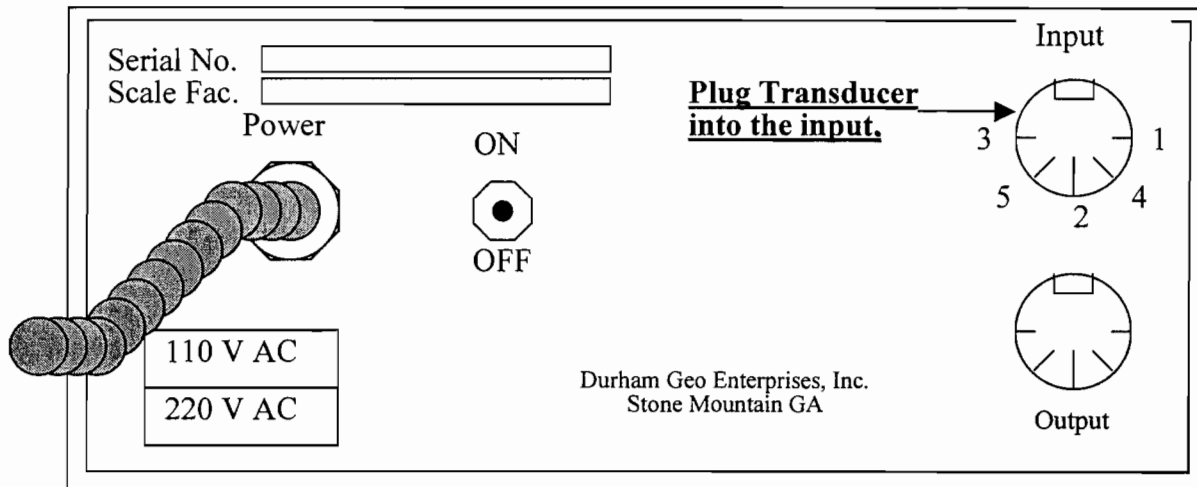 Serial No.
Scale Fac.
Power
ON
OFF
110 V AC
220 V AC
Plug Transducer
into the input.
Input
3
1
5
2
4
Durham Geo Enterprises, Inc.
Stone Mountain GA
Output